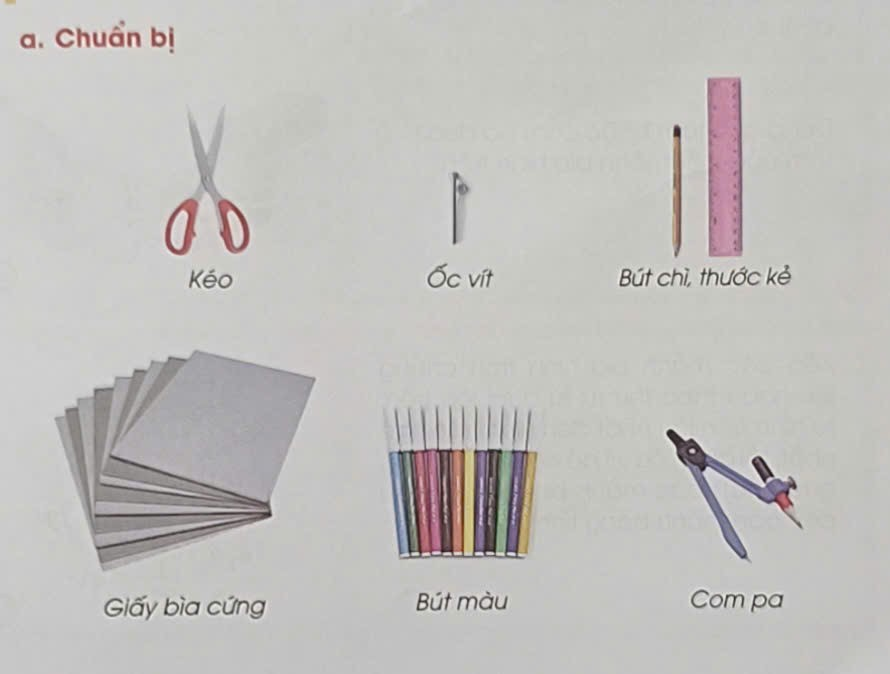 a. Chuẩn bị
Kéo
Ốc vít
Bút chì, thước kẻ
Giấy bìa cứng
Bút màu
Com pa